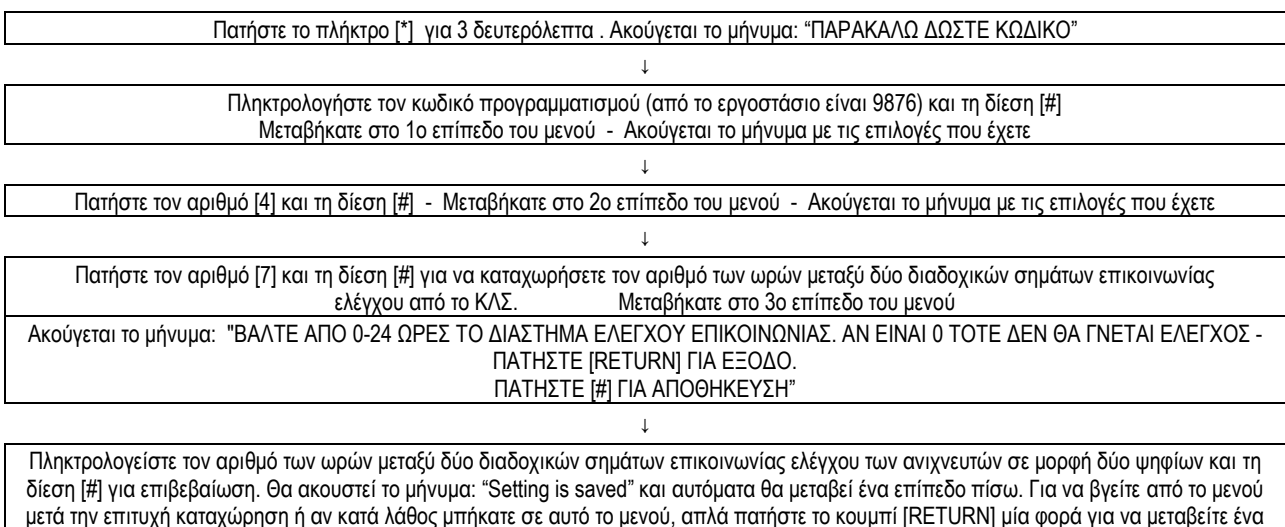 Πατήστε το πλήκτρο [*] για 3 δευτερόλεπτα . Ακούγεται το μήνυμα: “ΠΑΡΑΚΑΛΩ ΔΩΣΤΕ ΚΩΔΙΚΟ”
↓
Πληκτρολογήστε τον κωδικό προγραμματισμού (από το εργοστάσιο είναι 9876) και τη δίεση [#]
Μεταβήκατε στο 1ο επίπεδο του μενού - Ακούγεται το μήνυμα με τις επιλογές που έχετε
↓
Πατήστε τον αριθμό [4] και τη δίεση [#] - Μεταβήκατε στο 2ο επίπεδο του μενού - Ακούγεται το μήνυμα με τις επιλογές που έχετε
↓
Πατήστε τον αριθμό [7] και τη δίεση [#] για να καταχωρήσετε τον αριθμό των ωρών μεταξύ δύο διαδοχικών σημάτων επικοινωνίας
ελέγχου από το ΚΛΣ. Μεταβήκατε στο 3ο επίπεδο του μενού
Ακούγεται το μήνυμα: "ΒΑΛΤΕ ΑΠΟ 0-24 ΩΡΕΣ ΤΟ ΔΙΑΣΤΗΜΑ ΕΛΕΓΧΟΥ ΕΠΙΚΟΙΝΩΝΙΑΣ. ΑΝ ΕΙΝΑΙ 0 ΤΟΤΕ ΔΕΝ ΘΑ ΓΝΕΤΑΙ ΕΛΕΓΧΟΣ -
ΠΑΤΗΣΤΕ [RETURN] ΓΙΑ ΕΞΟΔΟ.
ΠΑΤΗΣΤΕ [#] ΓΙΑ ΑΠΟΘΗΚΕΥΣΗ”
↓
Πληκτρολογείστε τον αριθμό των ωρών μεταξύ δύο διαδοχικών σημάτων επικοινωνίας ελέγχου των ανιχνευτών σε μορφή δύο ψηφίων και τη
δίεση [#] για επιβεβαίωση. Θα ακουστεί το μήνυμα: “Setting is saved” και αυτόματα θα μεταβεί ένα επίπεδο πίσω. Για να βγείτε από το μενού
μετά την επιτυχή καταχώρηση ή αν κατά λάθος μπήκατε σε αυτό το μενού, απλά πατήστε το κουμπί [RETURN] μία φορά για να μεταβείτε ένα